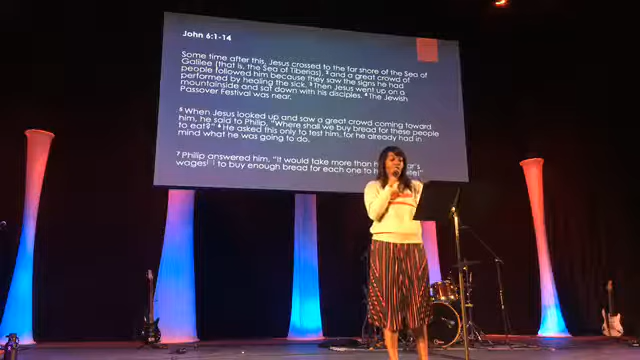 John 6:1-14
Some time after this, Jesus crossed to the far shore of the Sea of
Galilee (that is, the Sea of Tiberias), ² and a great crowd of
people followed him because they saw the signs he had
performed by healing the sick. ³ Then Jesus went up on a
mountainside and sat down with his disciples. ⁴ The Jewish
Passover Festival was near.
⁵ When Jesus looked up and saw a great crowd coming toward
him, he said to Philip, "Where shall we buy bread for these people
to eat?" ⁶ He asked this only to test him, for he already had in
mind what he was going to do.
⁷ Philip answered him, "It would take more than ar's
wages to buy enough bread for each one to h